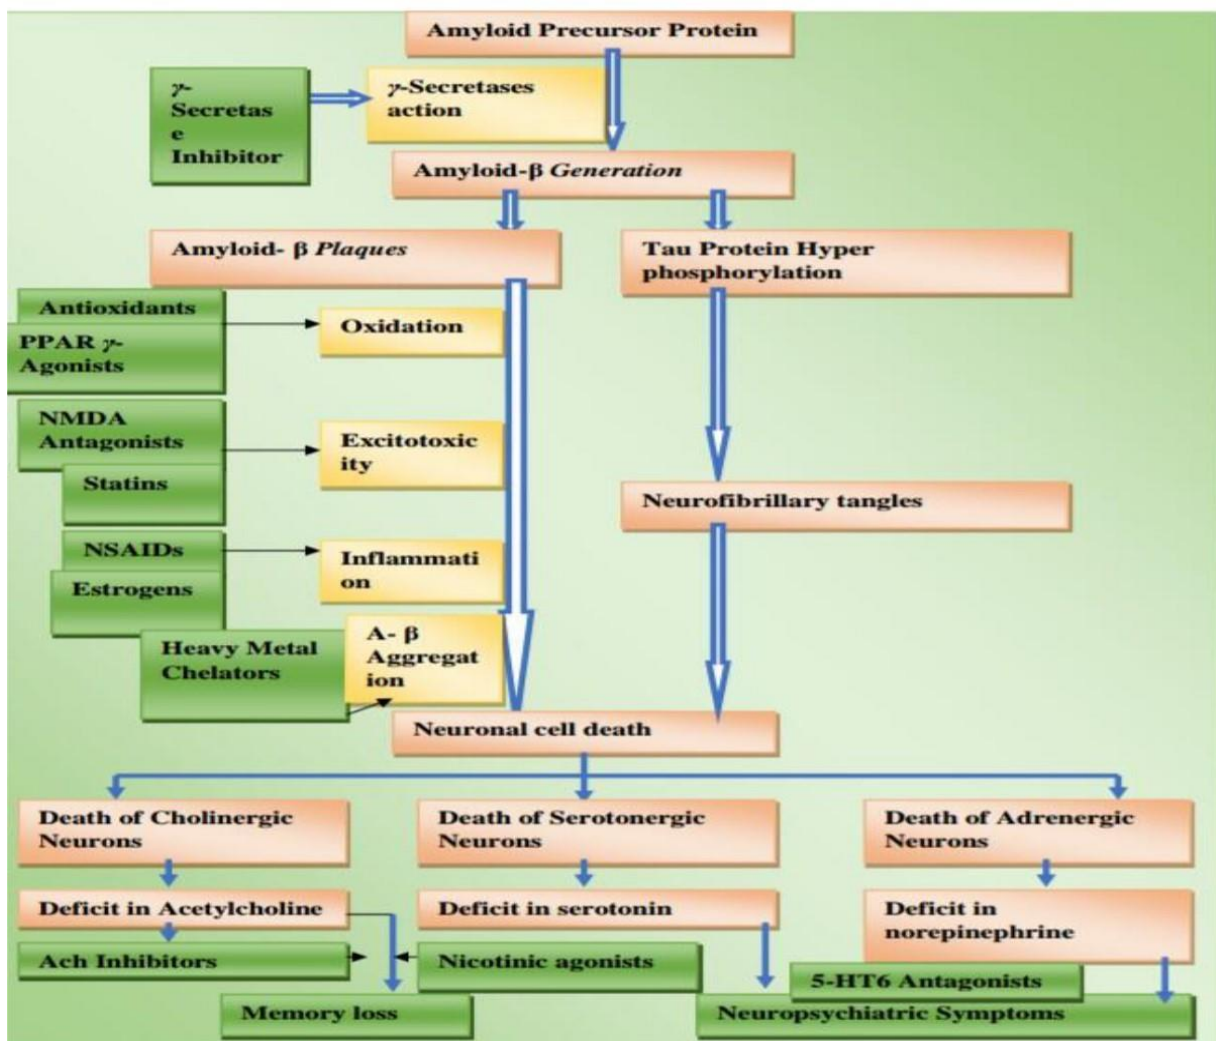 Amyloid Precursor Protein
γ-
Secretas
e
Inhibitor
γ-Secretases
action
Amyloid-β Generation
Amyloid- β Plaques
Tau Protein Hyper
phosphorylation
Antioxidants
PPAR γ-
Agonists
Oxidation
NMDA
Antagonists
Statins
Excitotoxic
ity
Neurofibrillary tangles
NSAIDs
Estrogens
Inflammati
on
Heavy Metal
Chelators
A- β
Aggregat
ion
Neuronal cell death
Death of Cholinergic
Neurons
Death of Serotonergic
Neurons
Death of Adrenergic
Neurons
Deficit in Acetylcholine
Deficit in serotonin
Deficit in
norepinephrine
Ach Inhibitors
Nicotinic agonists
5-HT6 Antagonists
Memory loss
Neuropsychiatric Symptoms